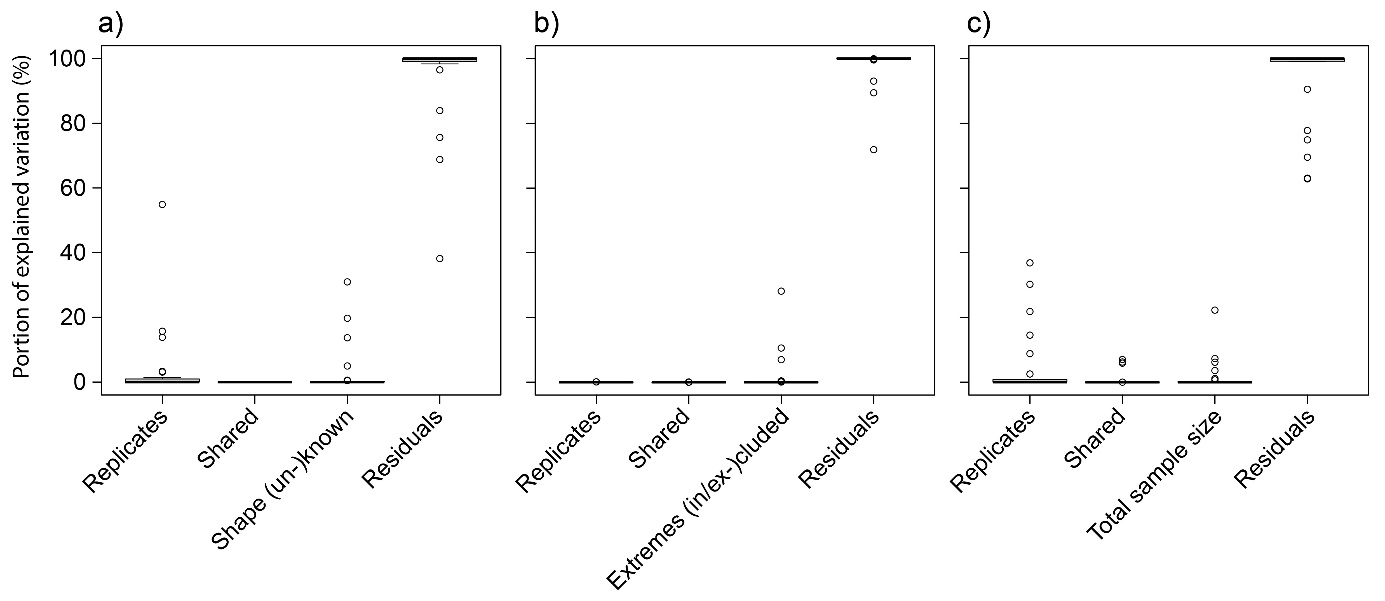 a)
b)
c)
Portion of explained variation (%)
100
80
60
40
20
0
Replicates
Shared
Shape (un-)known
Residuals
Replicates
Shared
Extremes (in/ex-)cluded
Residuals
Replicates
Shared
Total sample size
Residuals